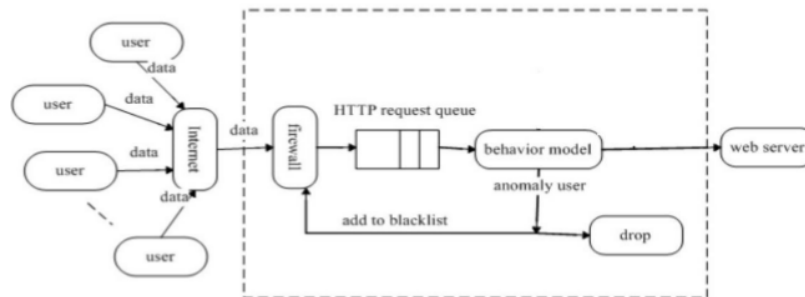 user
data
user
data
Internet
data
firewall
HTTP request queue
behavior model
web server
user
data
anomaly user
data
add to blacklist
drop
user